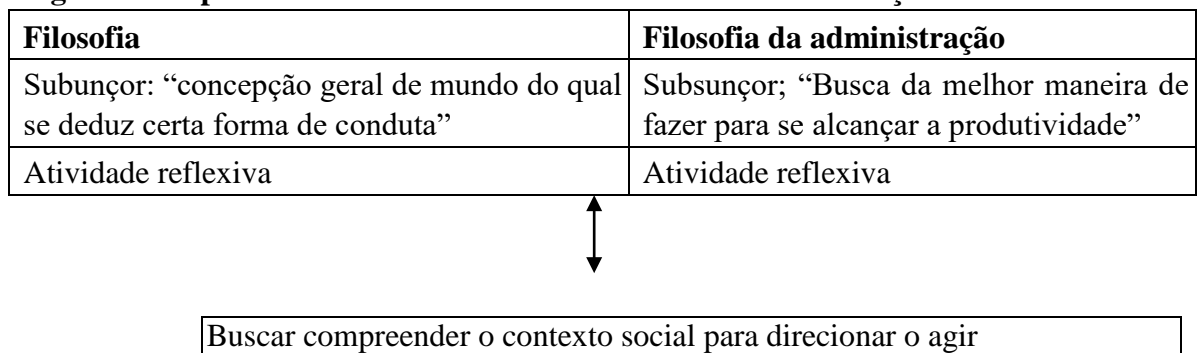 Filosofia
Filosofia da administração
Subunçor: “concepção geral de mundo do qual
se deduz certa forma de conduta”
Subsunçor; “Busca da melhor maneira de
fazer para se alcançar a produtividade”
Atividade reflexiva
Atividade reflexiva
Buscar compreender o contexto social para direcionar o agir